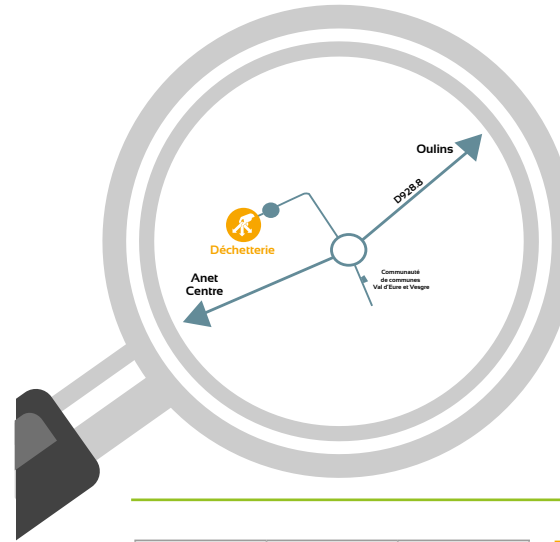 Oulins
D928.8
Déchetterie
Anet
Centre
Communauté
de communes
Val d'Eure et Vesgre